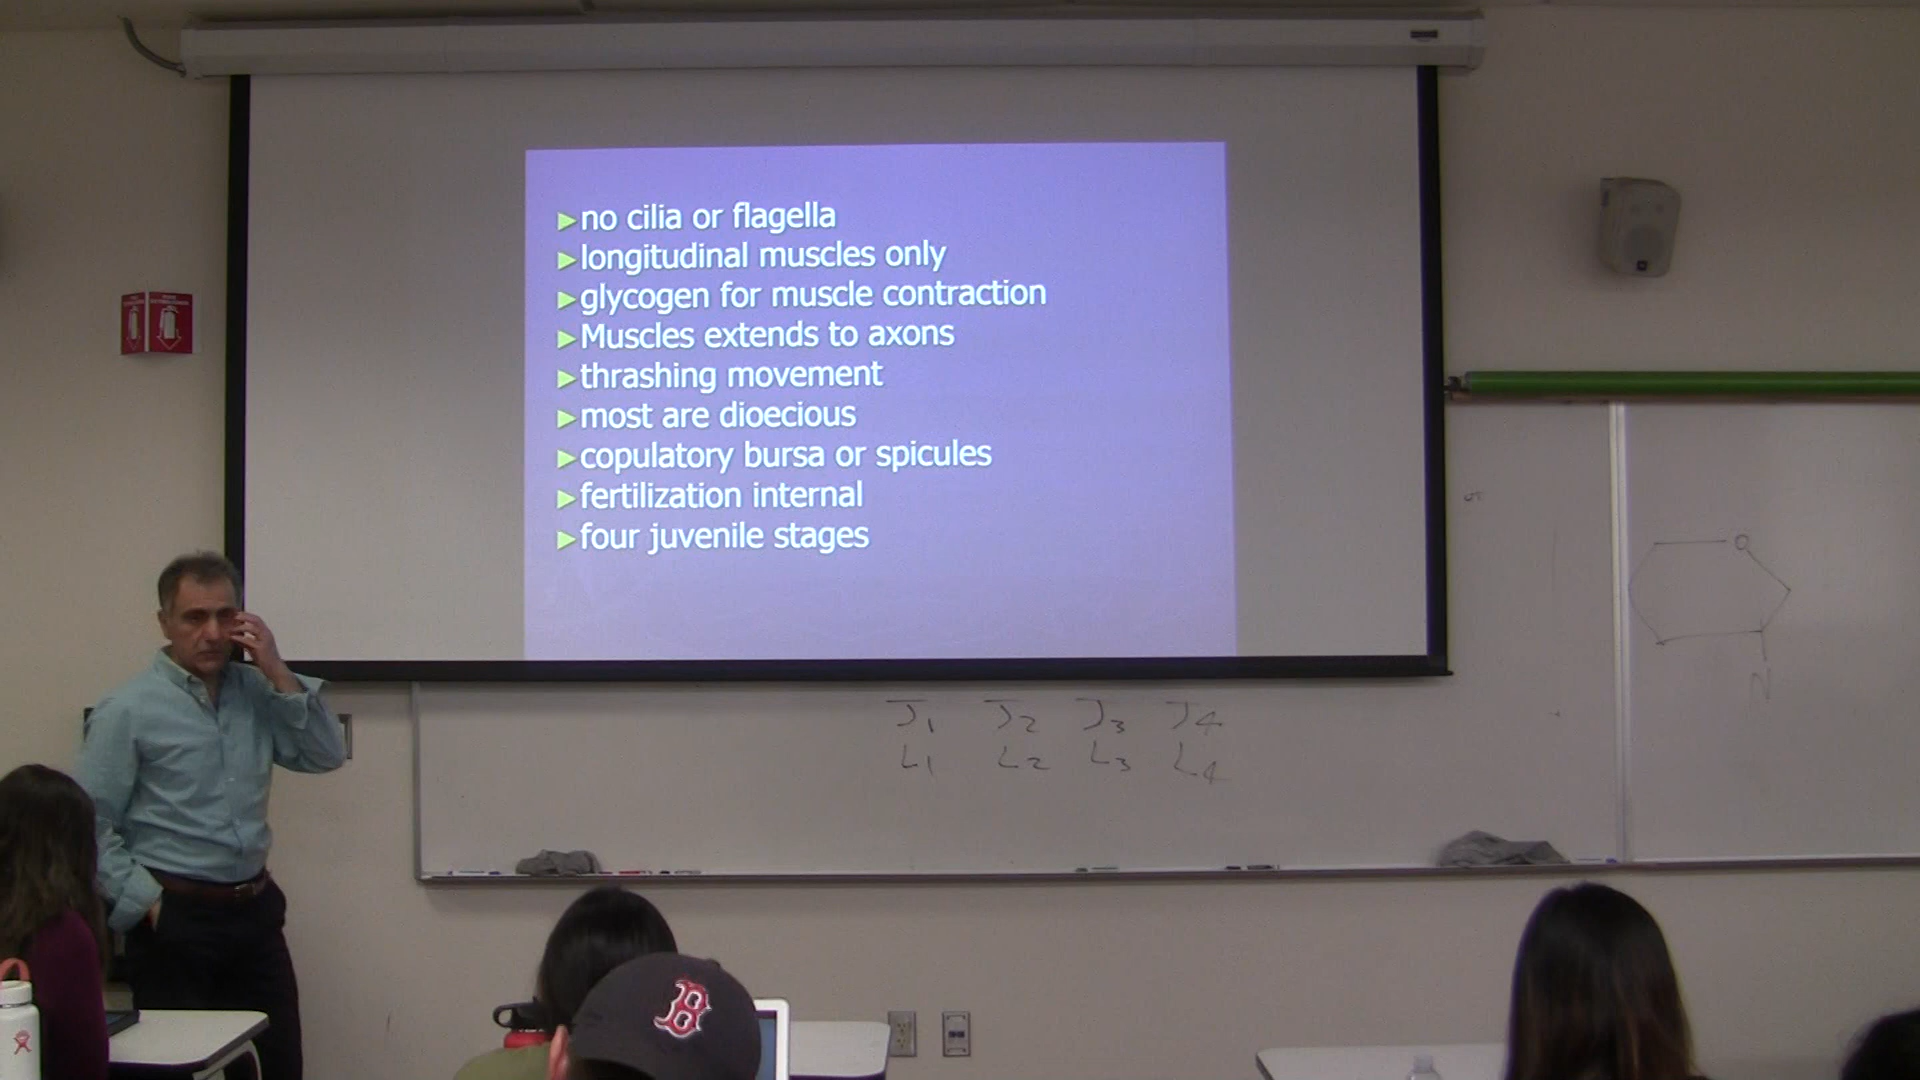 ►no cilia or flagella
►longitudinal muscles only
►glycogen for muscle contraction
►Muscles extends to axons
►thrashing movement
►most are dioecious
►copulatory bursa or spicules
►fertilization internal
►four juvenile stages
J1 J2 J3 J4
L1 L2 L3 L4
O
N
B